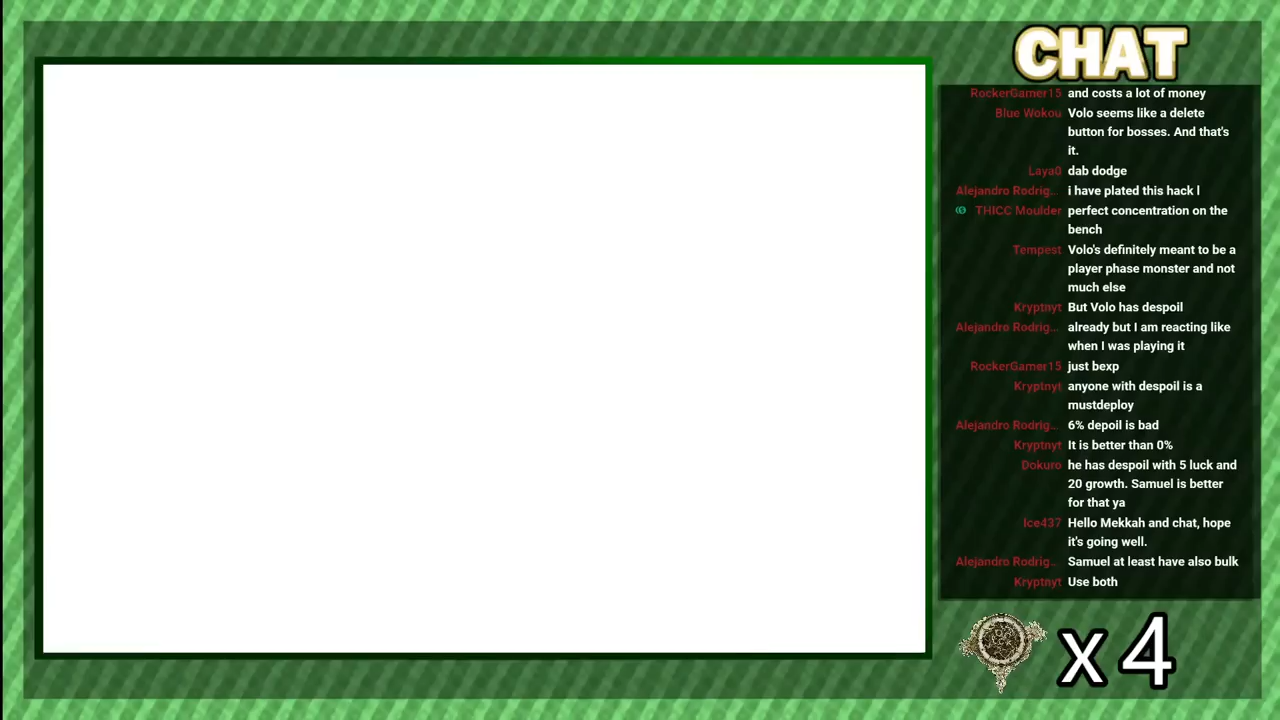 CHAT
RockerGamer15 and costs a lot of money
Blue Wokou Volo seems like a delete
button for bosses. And that's
it.
Laya0 dab dodge
Alejandro Rodrig... i have plated this hack l
THICC Moulder perfect concentration on the
bench
Tempest Volo's definitely meant to be a
player phase monster and not
much else
Kryptnyt But Volo has despoil
Alejandro Rodrig... already but I am reacting like
when I was playing it
RockerGamer15 just bexp
Kryptnyt anyone with despoil is a
mustdeploy
Alejandro Rodrig... 6% depoil is bad
Kryptnyt It is better than 0%
Dokuro he has despoil with 5 luck and
20 growth. Samuel is better
for that ya
Ice437 Hello Mekkah and chat, hope
it's going well.
Alejandro Rodrig... Samuel at least have also bulk
Kryptnyt Use both
x 4